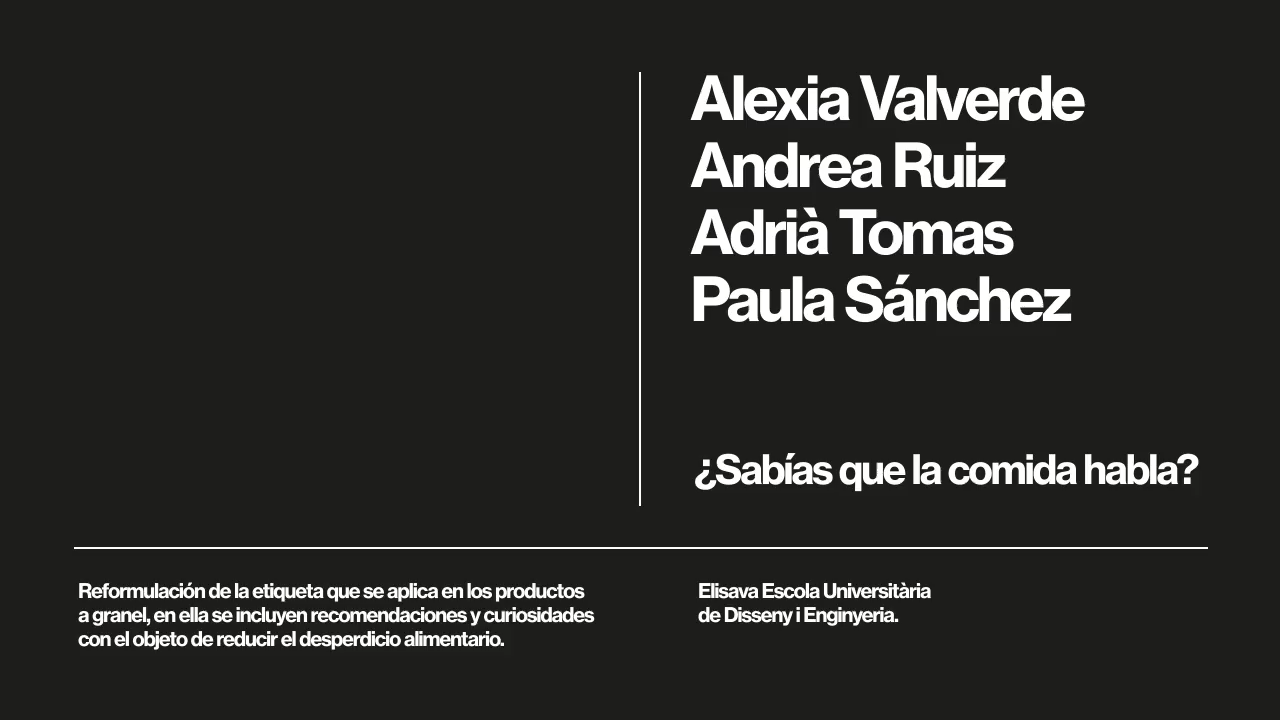 Alexia Valverde
Andrea Ruiz
Adrià Tomas
Paula Sánchez
¿Sabías que la comida habla?
Reformulación de la etiqueta que se aplica en los productos
a granel, en ella se incluyen recomendaciones y curiosidades
con el objeto de reducir el desperdicio alimentario.
Elisava Escola Universitària
de Disseny i Enginyeria.